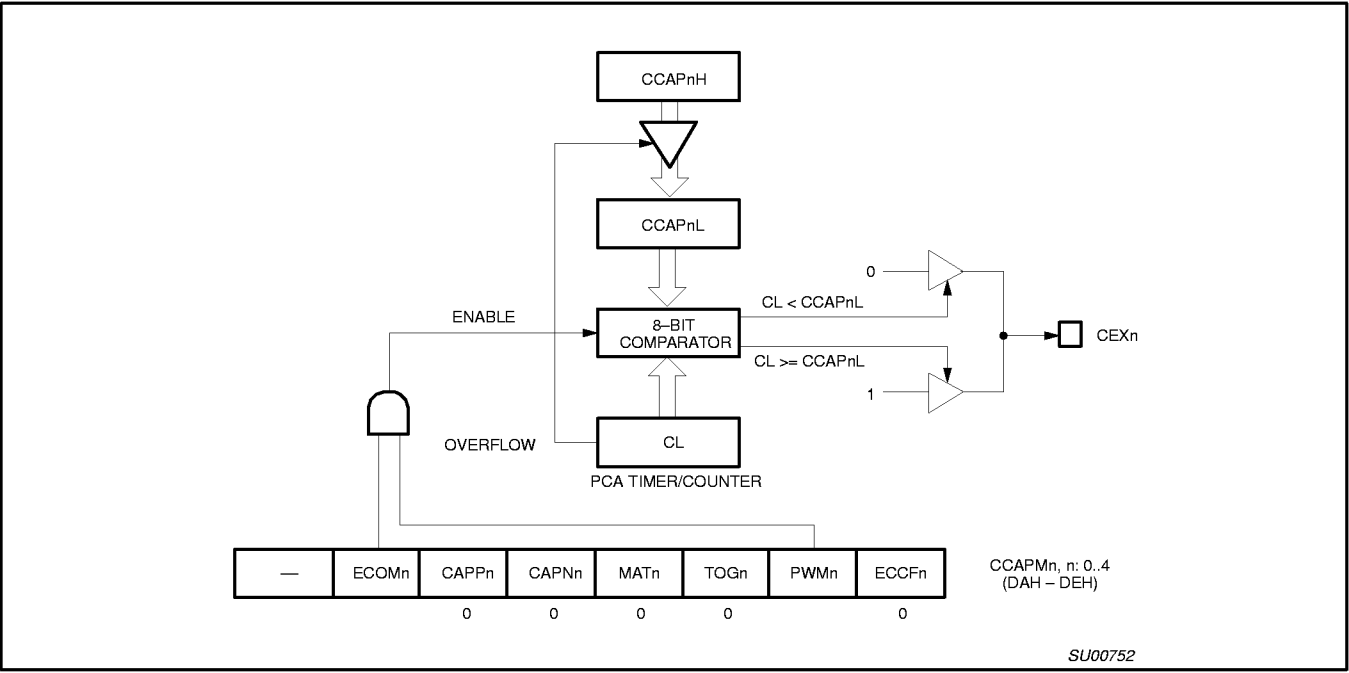 CCAPnH
CCAPnL
0
CL < CCAPnL
ENABLE
8–BIT
COMPARATOR
CEXn
CL >= CCAPnL
1
OVERFLOW
CL
PCA TIMER/COUNTER
— ECOMn CAPPn CAPNn MATn TOGn PWMn ECCFn
CCAPMn, n: 0..4
(DAH – DEH)
0 0 0 0 0
SU00752